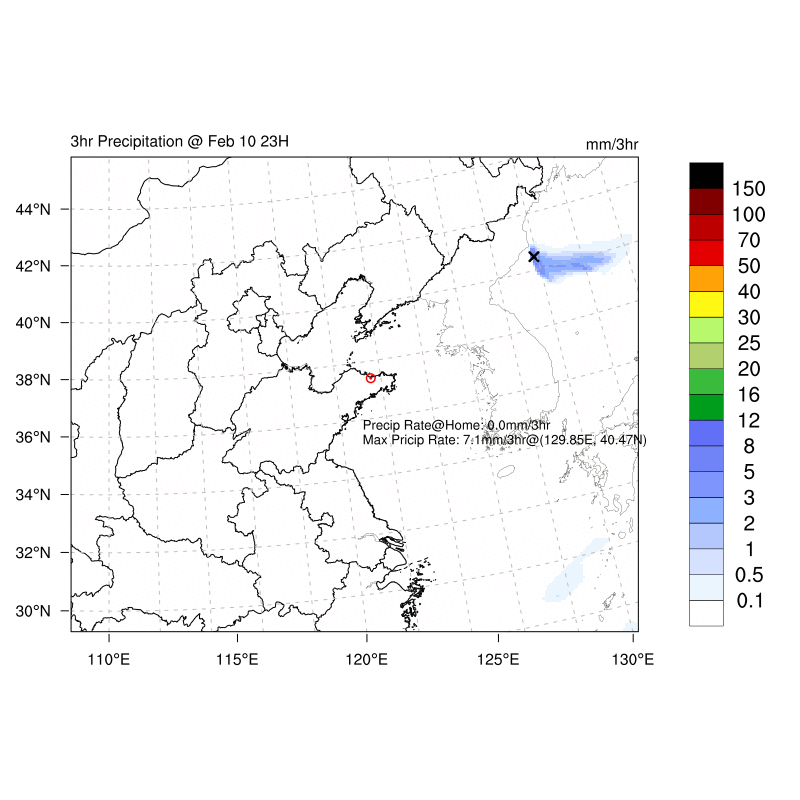 3hr Precipitation @ Feb 10 23H
mm/3hr
44°N
42°N
40°N
38°N
36°N
34°N
32°N
30°N
Precip Rate@Home: 0.0mm/3hr
Max Pricip Rate: 7.1mm/3hr@(129.85E, 40.47N)
110°E
115°E
120°E
125°E
130°E
150
100
70
50
40
30
25
20
16
12
8
5
3
2
1
0.5
0.1